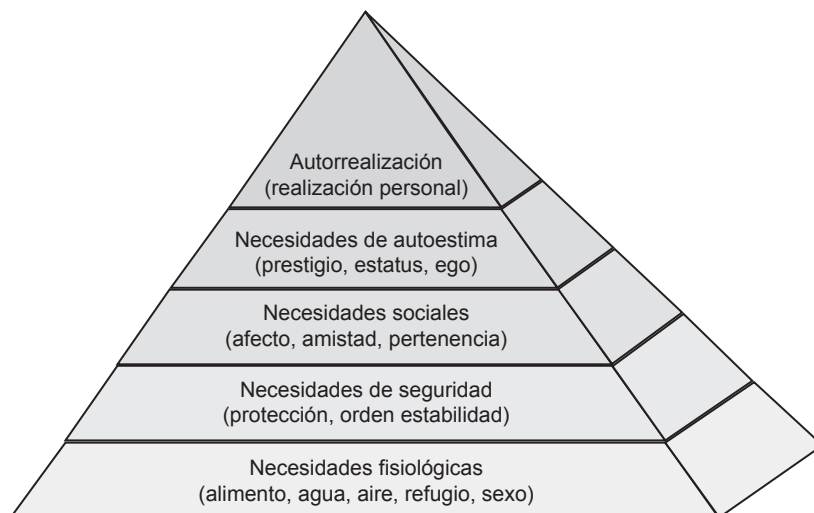 Autorrealización
(realización personal)
Necesidades de autoestima
(prestigio, estatus, ego)
Necesidades sociales
(afecto, amistad, pertenencia)
Necesidades de seguridad
(protección, orden estabilidad)
Necesidades fisiológicas
(alimento, agua, aire, refugio, sexo)